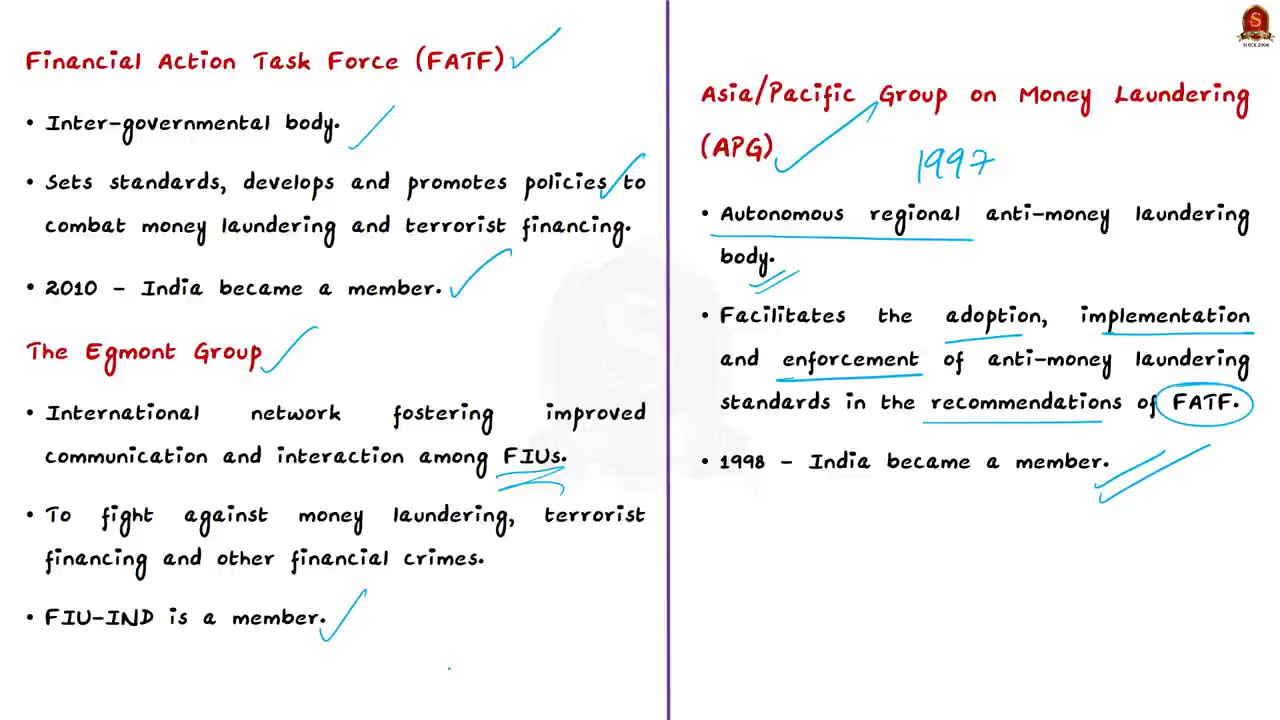 Financial Action Task Force (FATF)
• Inter-governmental body.
• Sets standards, develops and promotes policies to
combat money laundering and terrorist financing.
• 2010 – India became a member.
The Egmont Group
• International network fostering improved
communication and interaction among FIUs.
• To fight against money laundering, terrorist
financing and other financial crimes.
• FIU-IND is a member.
Asia/Pacific Group on Money Laundering
(APG)
1997
• Autonomous regional anti-money laundering
body.
• Facilitates the adoption, implementation
and enforcement of anti-money laundering
standards in the recommendations of FATF.
• 1998 – India became a member.
S
SINCE 2004